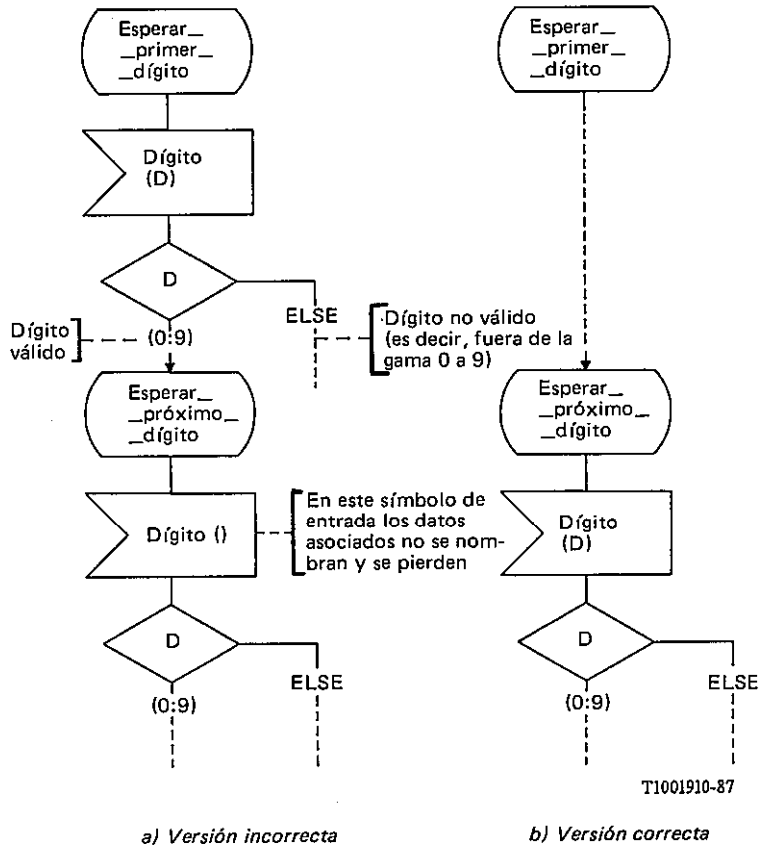 Esperar_
_primer_
_dígito
Dígito
(D)
D
ELSE
Dígito
válido
(0:9)
Dígito no válido
(es decir, fuera de la
gama 0 a 9)
Esperar_
_próximo_
_dígito
Dígito ()
En este símbolo de
entrada los datos
asociados no se nom-
bran y se pierden
D
ELSE
(0:9)
a) Versión incorrecta
Esperar_
_primer_
_dígito
Esperar_
_próximo_
_dígito
Dígito
(D)
D
ELSE
(0:9)
T1001910-87
b) Versión correcta